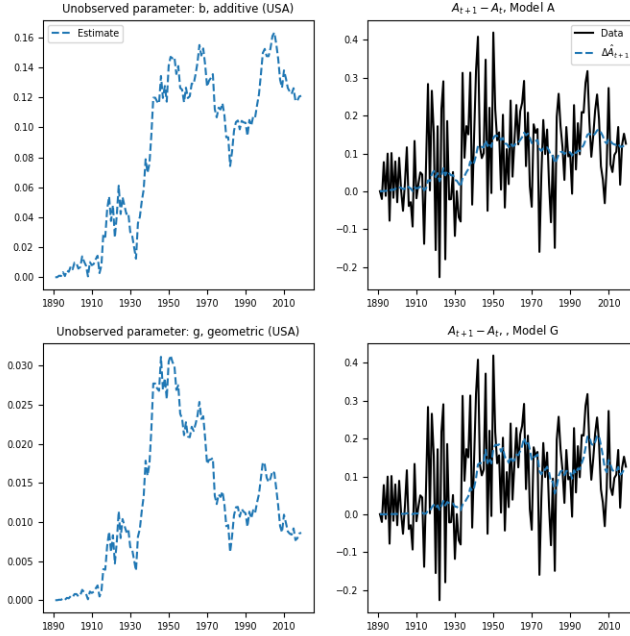 Unobserved parameter: b, additive (USA)
Estimate
0.16
0.14
0.12
0.10
0.08
0.06
0.04
0.02
0.00
1890 1910 1930 1950 1970 1990 2010
A_{t+1} − A_t, Model A
Data
ΔÂ_{t+1}
0.4
0.3
0.2
0.1
0.0
−0.1
−0.2
1890 1910 1930 1950 1970 1990 2010
Unobserved parameter: g, geometric (USA)
0.030
0.025
0.020
0.015
0.010
0.005
0.000
1890 1910 1930 1950 1970 1990 2010
A_{t+1} − A_t, , Model G
0.4
0.3
0.2
0.1
0.0
−0.1
−0.2
1890 1910 1930 1950 1970 1990 2010